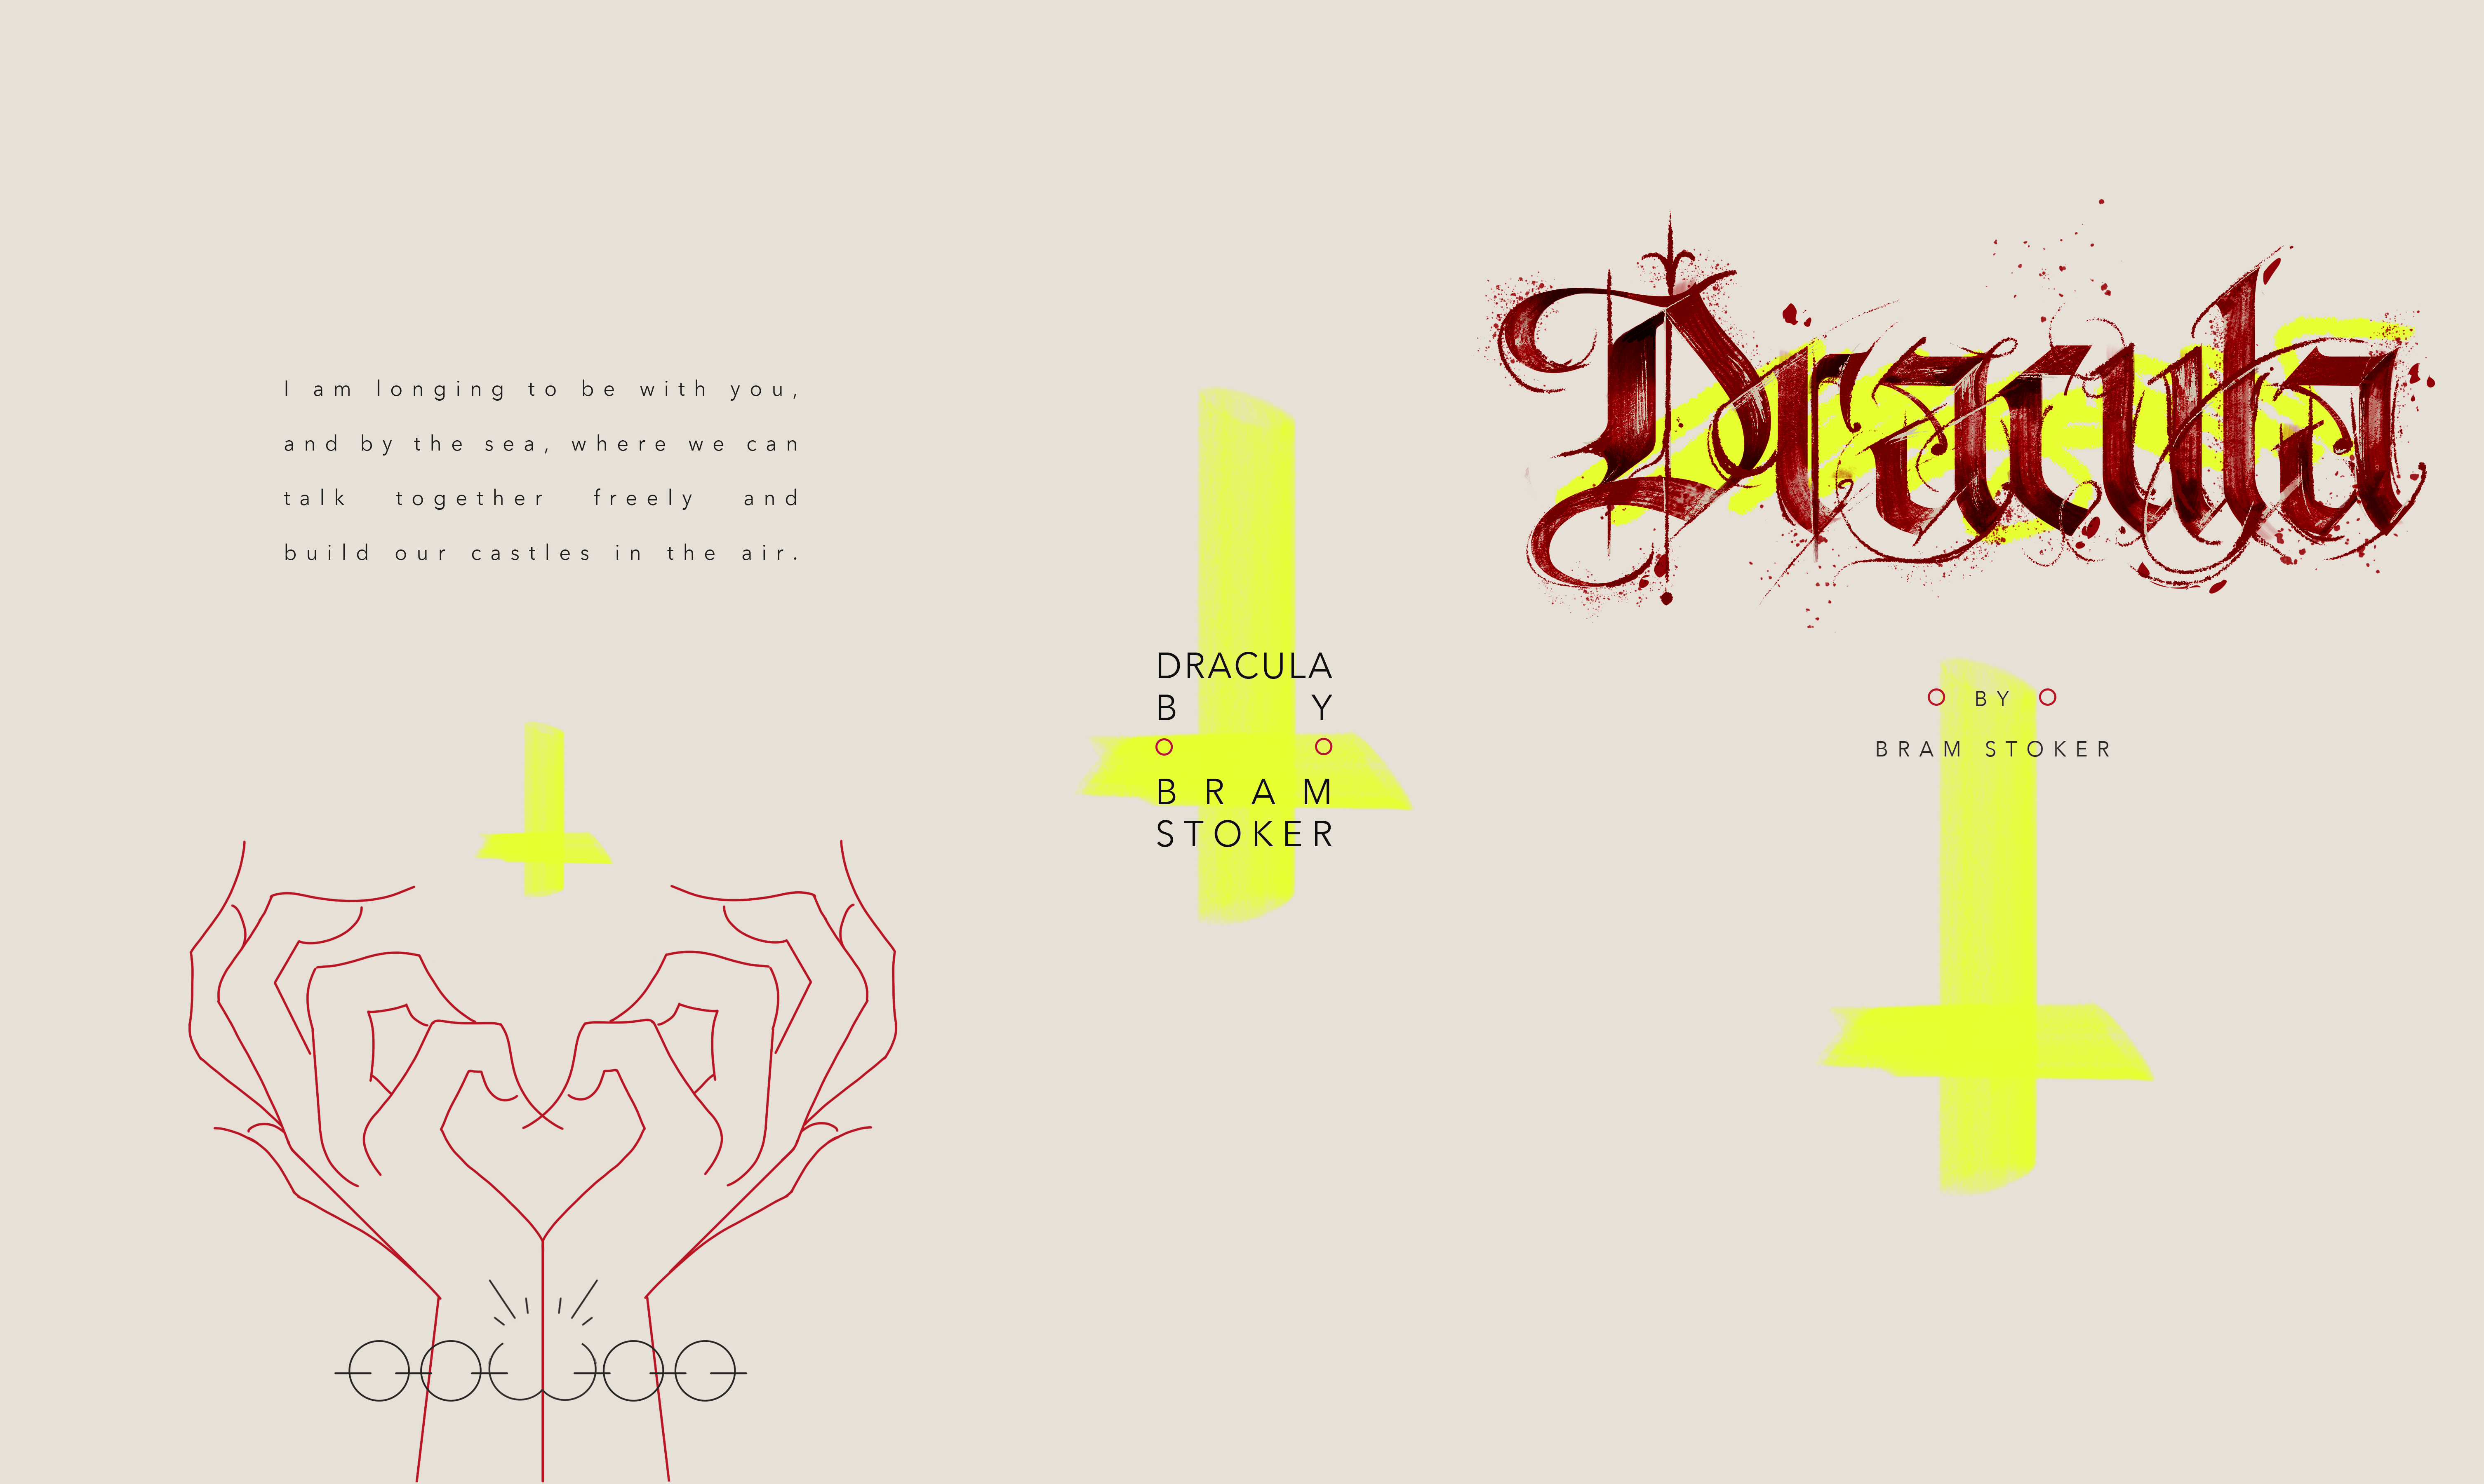 I am longing to be with you,
and by the sea, where we can
talk together freely and
build our castles in the air.
DRACULA
BY
BRAM
STOKER
Dracula
BY
BRAM STOKER